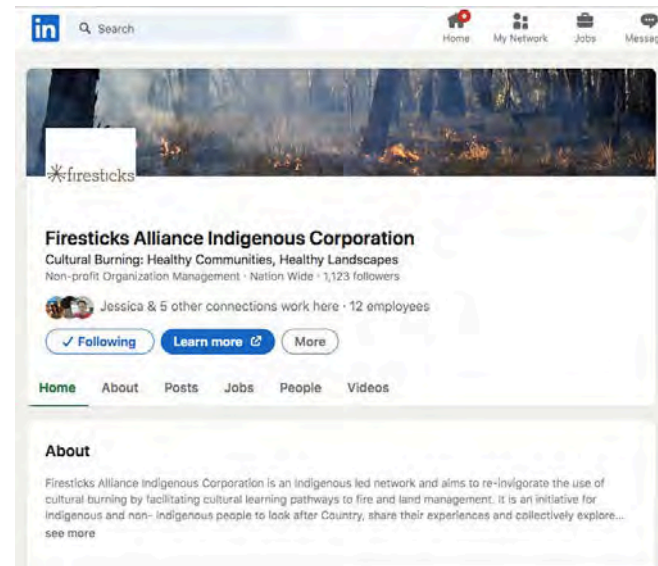 in
Search
Home
My Network
Jobs
Messag
firesticks
Firesticks Alliance Indigenous Corporation
Cultural Burning: Healthy Communities, Healthy Landscapes
Non-profit Organization Management · Nation Wide · 1,123 followers
Jessica & 5 other connections work here · 12 employees
✓ Following
Learn more
More
Home
About
Posts
Jobs
People
Videos
About
Firesticks Alliance Indigenous Corporation is an Indigenous led network and aims to re-invigorate the use of
cultural burning by facilitating cultural learning pathways to fire and land management. It is an initiative for
Indigenous and non- Indigenous people to look after Country, share their experiences and collectively explore...
see more